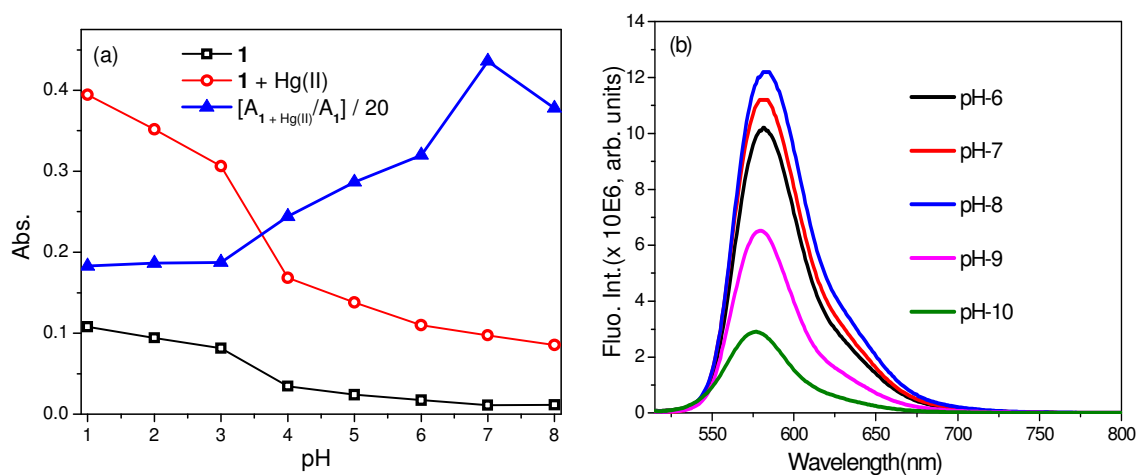 (a)
1
1 + Hg(II)
[A1 + Hg(II)/A1] / 20
0.4
0.3
0.2
0.1
0.0
Abs.
1 2 3 4 5 6 7 8
pH
(b)
14
12
10
8
6
4
2
0
Fluo. Int.(x 10E6, arb. units)
pH-6
pH-7
pH-8
pH-9
pH-10
550 600 650 700 750 800
Wavelength(nm)